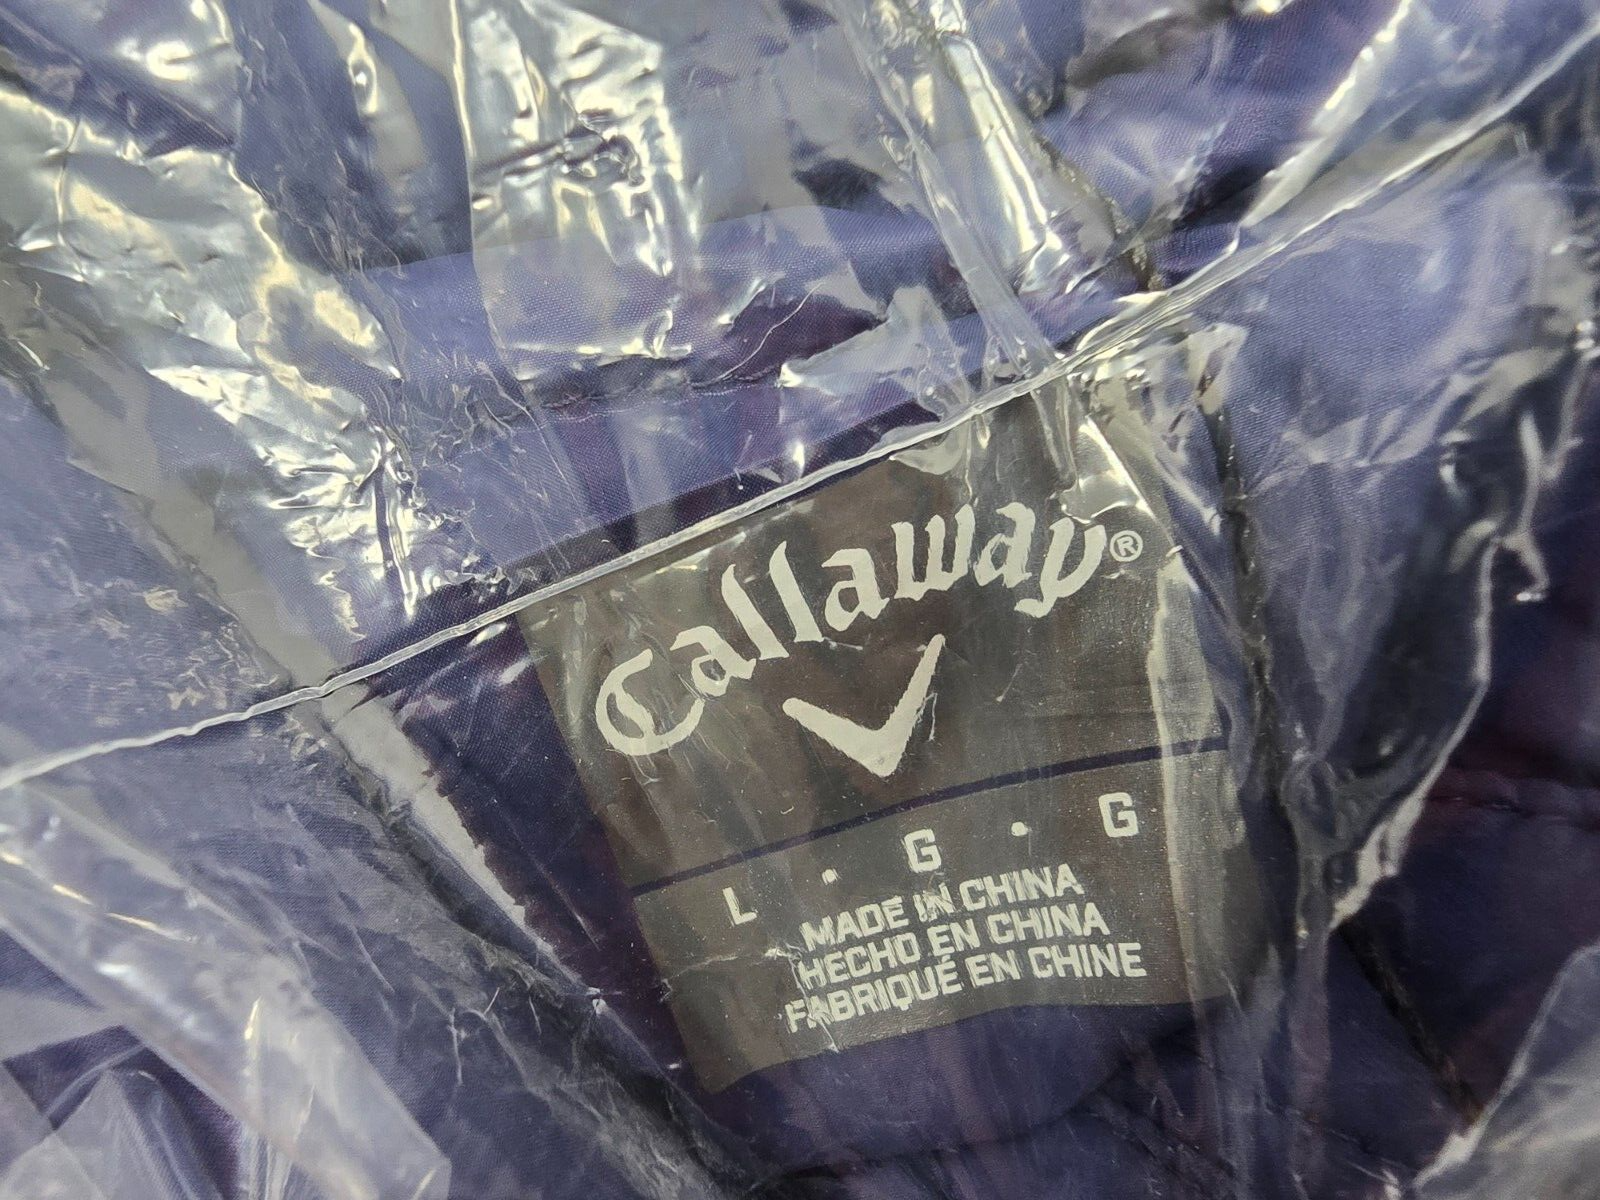 Callaway®
L · G · G
MADE IN CHINA
HECHO EN CHINA
FABRIQUÉ EN CHINE